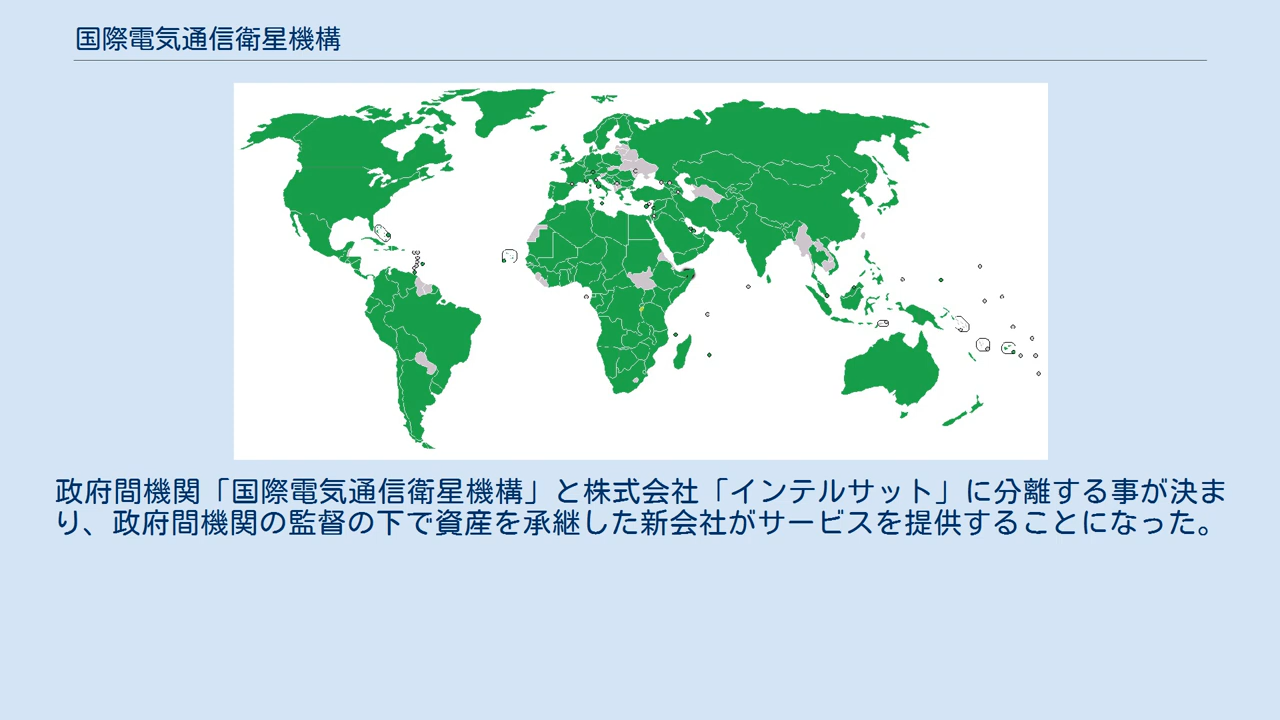 国際電気通信衛星機構
政府間機関「国際電気通信衛星機構」と株式会社「インテルサット」に分離する事が決ま
り、政府間機関の監督の下で資産を承継した新会社がサービスを提供することになった。